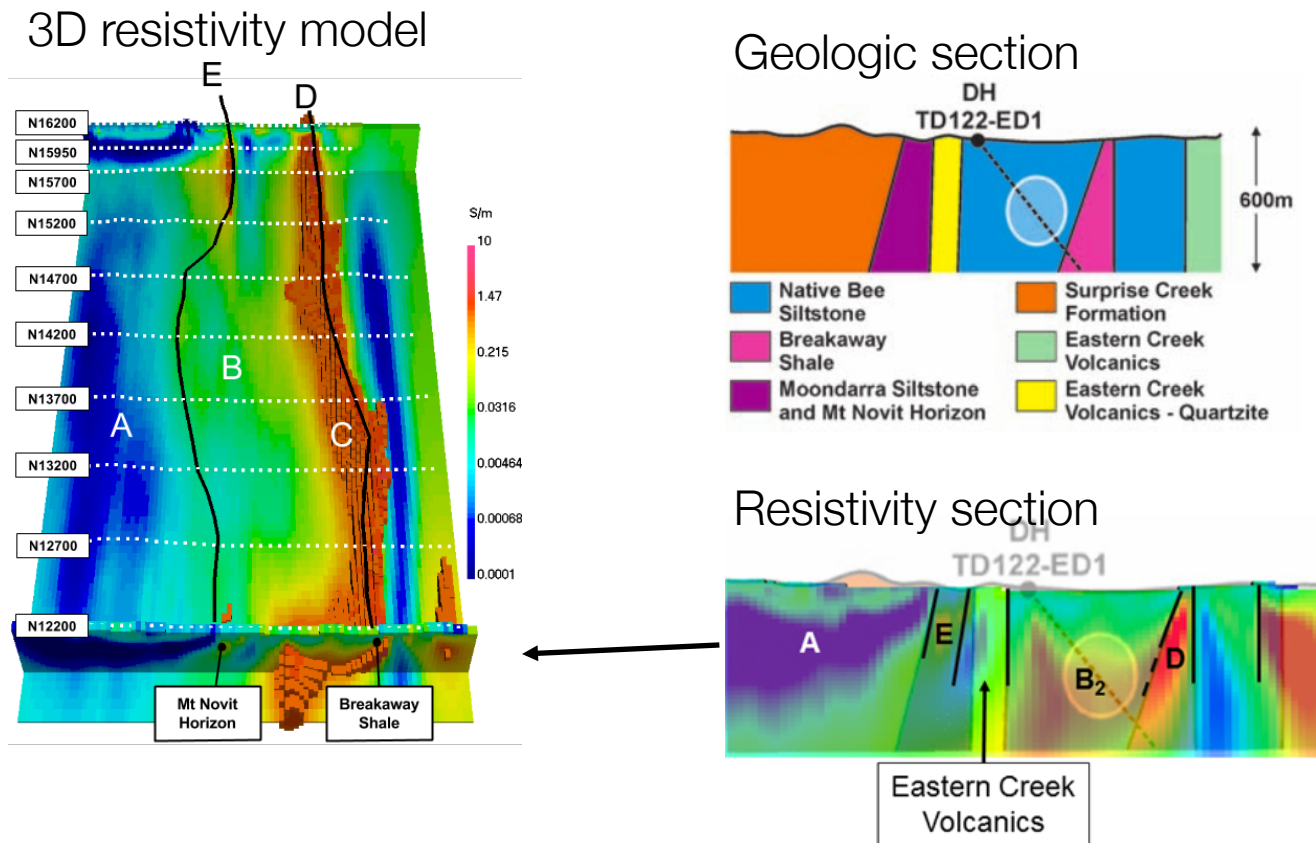 3D resistivity model
E
D
N16200
N15950
N15700
N15200
N14700
N14200
N13700
N13200
N12700
N12200
A
B
C
S/m
10
1.47
0.215
0.0316
0.00464
0.00068
0.0001
Mt Novit
Horizon
Breakaway
Shale
Geologic section
DH
TD122-ED1
600m
Native Bee
Siltstone
Breakaway
Shale
Moondarra Siltstone
and Mt Novit Horizon
Surprise Creek
Formation
Eastern Creek
Volcanics
Eastern Creek
Volcanics - Quartzite
Resistivity section
DH
TD122-ED1
A
E
B₂
D
Eastern Creek
Volcanics